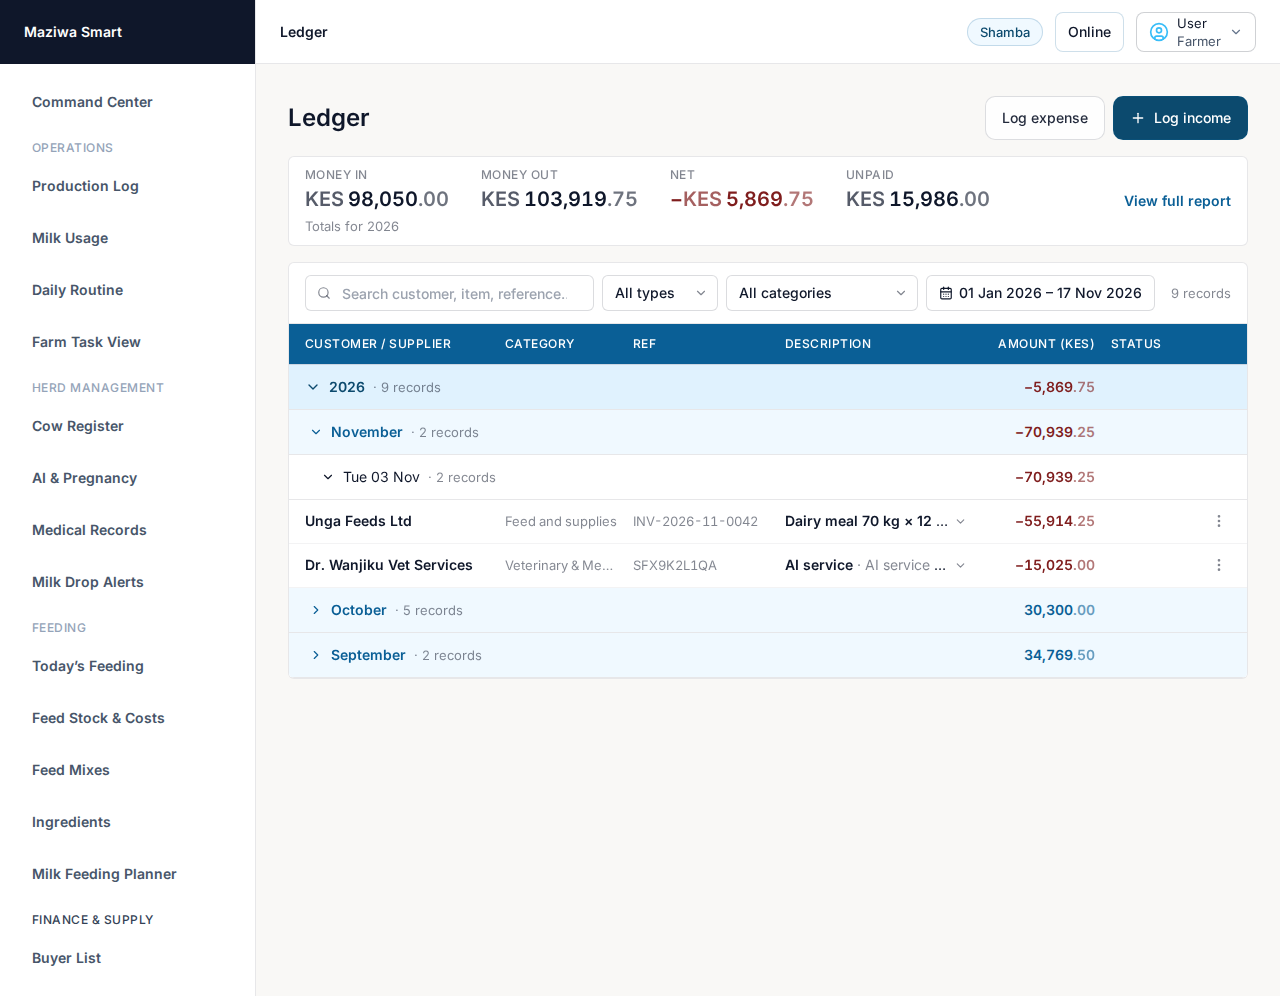 Maziwa Smart
Ledger
Shamba
Online
User
Farmer
Command Center
OPERATIONS
Production Log
Milk Usage
Daily Routine
Farm Task View
HERD MANAGEMENT
Cow Register
AI & Pregnancy
Medical Records
Milk Drop Alerts
FEEDING
Today’s Feeding
Feed Stock & Costs
Feed Mixes
Ingredients
Milk Feeding Planner
FINANCE & SUPPLY
Buyer List
Ledger
Log expense
Log income
MONEY IN
KES 98,050.00
MONEY OUT
KES 103,919.75
NET
−KES 5,869.75
UNPAID
KES 15,986.00
Totals for 2026
View full report
Search customer, item, reference.
All types
All categories
01 Jan 2026 – 17 Nov 2026
9 records
CUSTOMER / SUPPLIER CATEGORY REF DESCRIPTION AMOUNT (KES) STATUS
2026 · 9 records −5,869.75
November · 2 records −70,939.25
Tue 03 Nov · 2 records −70,939.25
Unga Feeds Ltd Feed and supplies INV-2026-11-0042 Dairy meal 70 kg × 12 ... −55,914.25
Dr. Wanjiku Vet Services Veterinary & Me... SFX9K2L1QA AI service · AI service ... −15,025.00
October · 5 records 30,300.00
September · 2 records 34,769.50